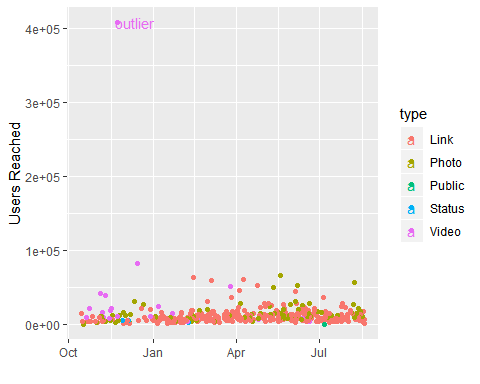 outlier
4e+05
3e+05
2e+05
1e+05
0e+00
Users Reached
Oct
Jan
Apr
Jul
type
a Link
a Photo
a Public
a Status
a Video